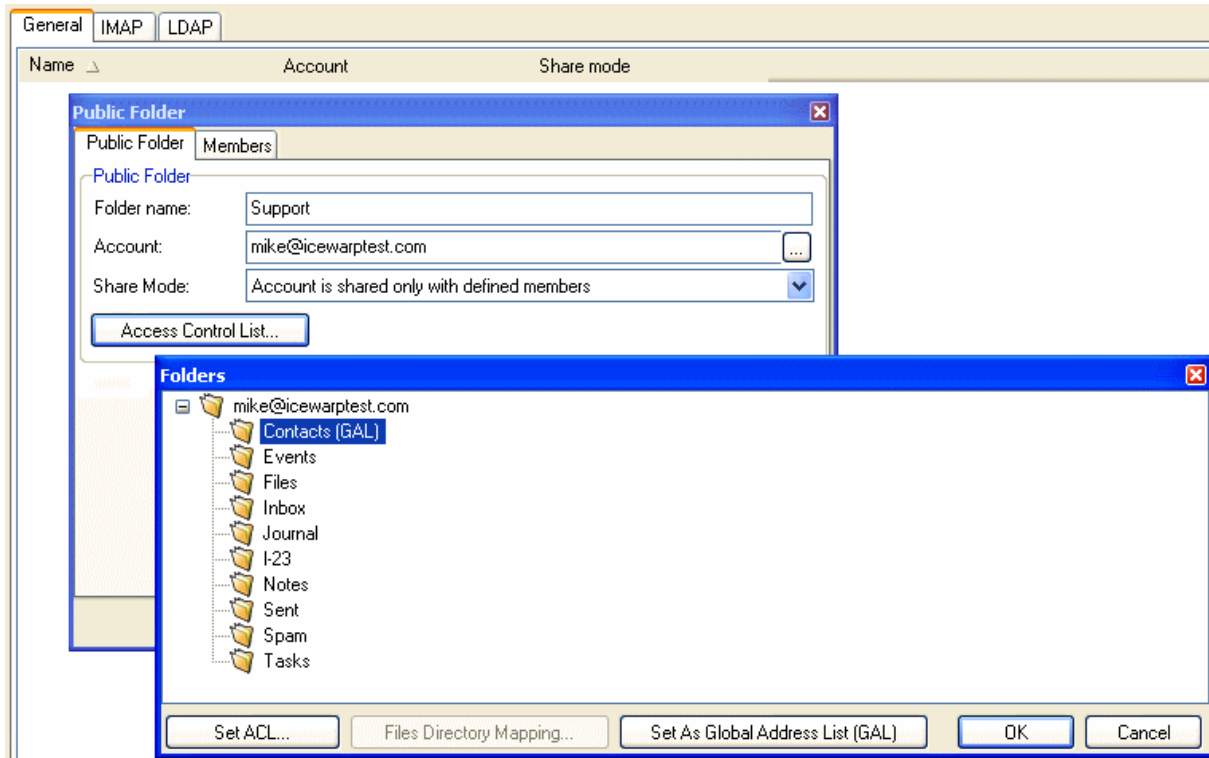 General IMAP LDAP
Name Account Share mode
Public Folder
Public Folder Members
Public Folder
Folder name: Support
Account: mike@icewarptest.com ...
Share Mode: Account is shared only with defined members
Access Control List...
Folders
mike@icewarptest.com
Contacts (GAL)
Events
Files
Inbox
Journal
I-23
Notes
Sent
Spam
Tasks
Set ACL... Files Directory Mapping... Set As Global Address List (GAL) OK Cancel